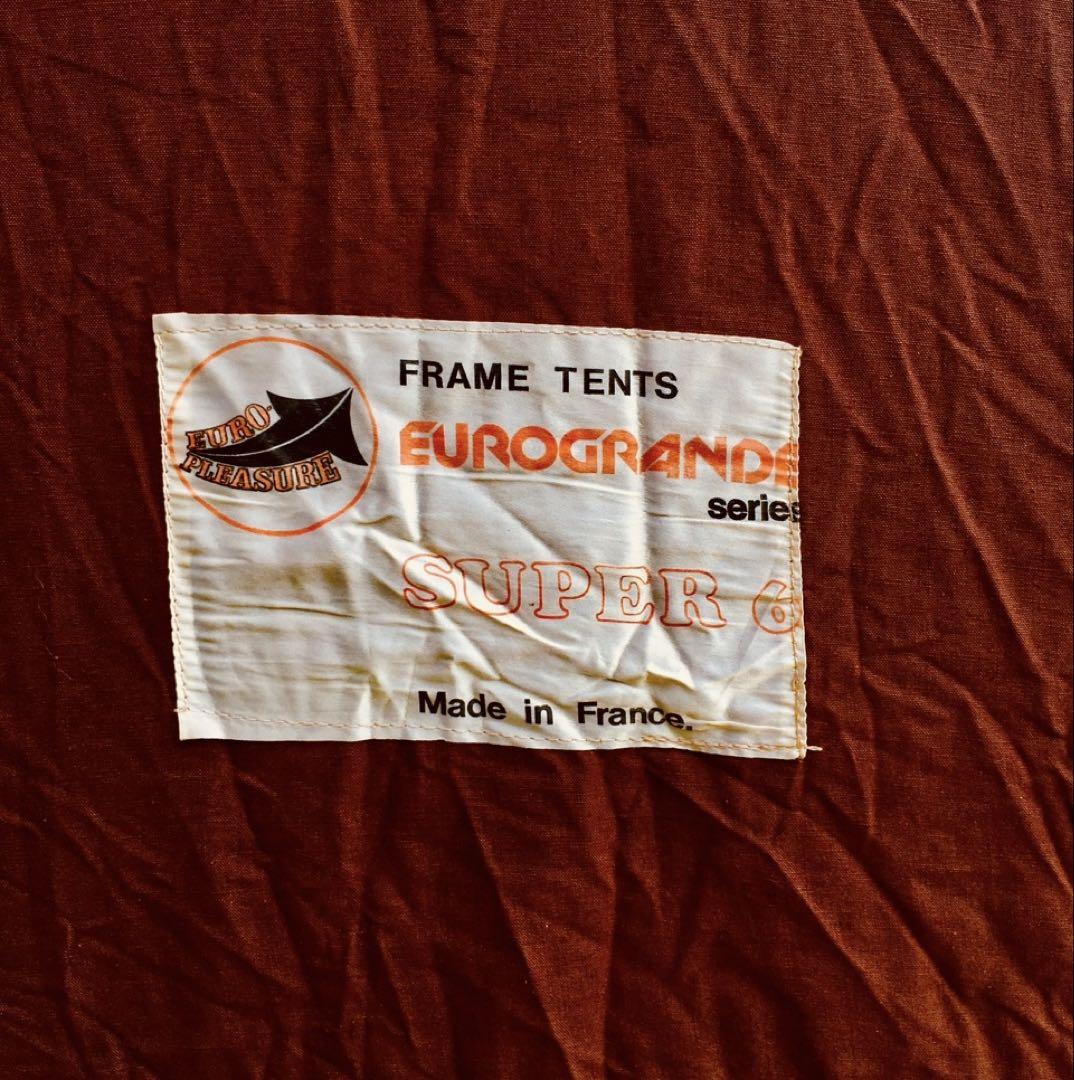 EURO-
PLEASURE
FRAME TENTS
EUROGRANDE
series
SUPER 6
Made in France.